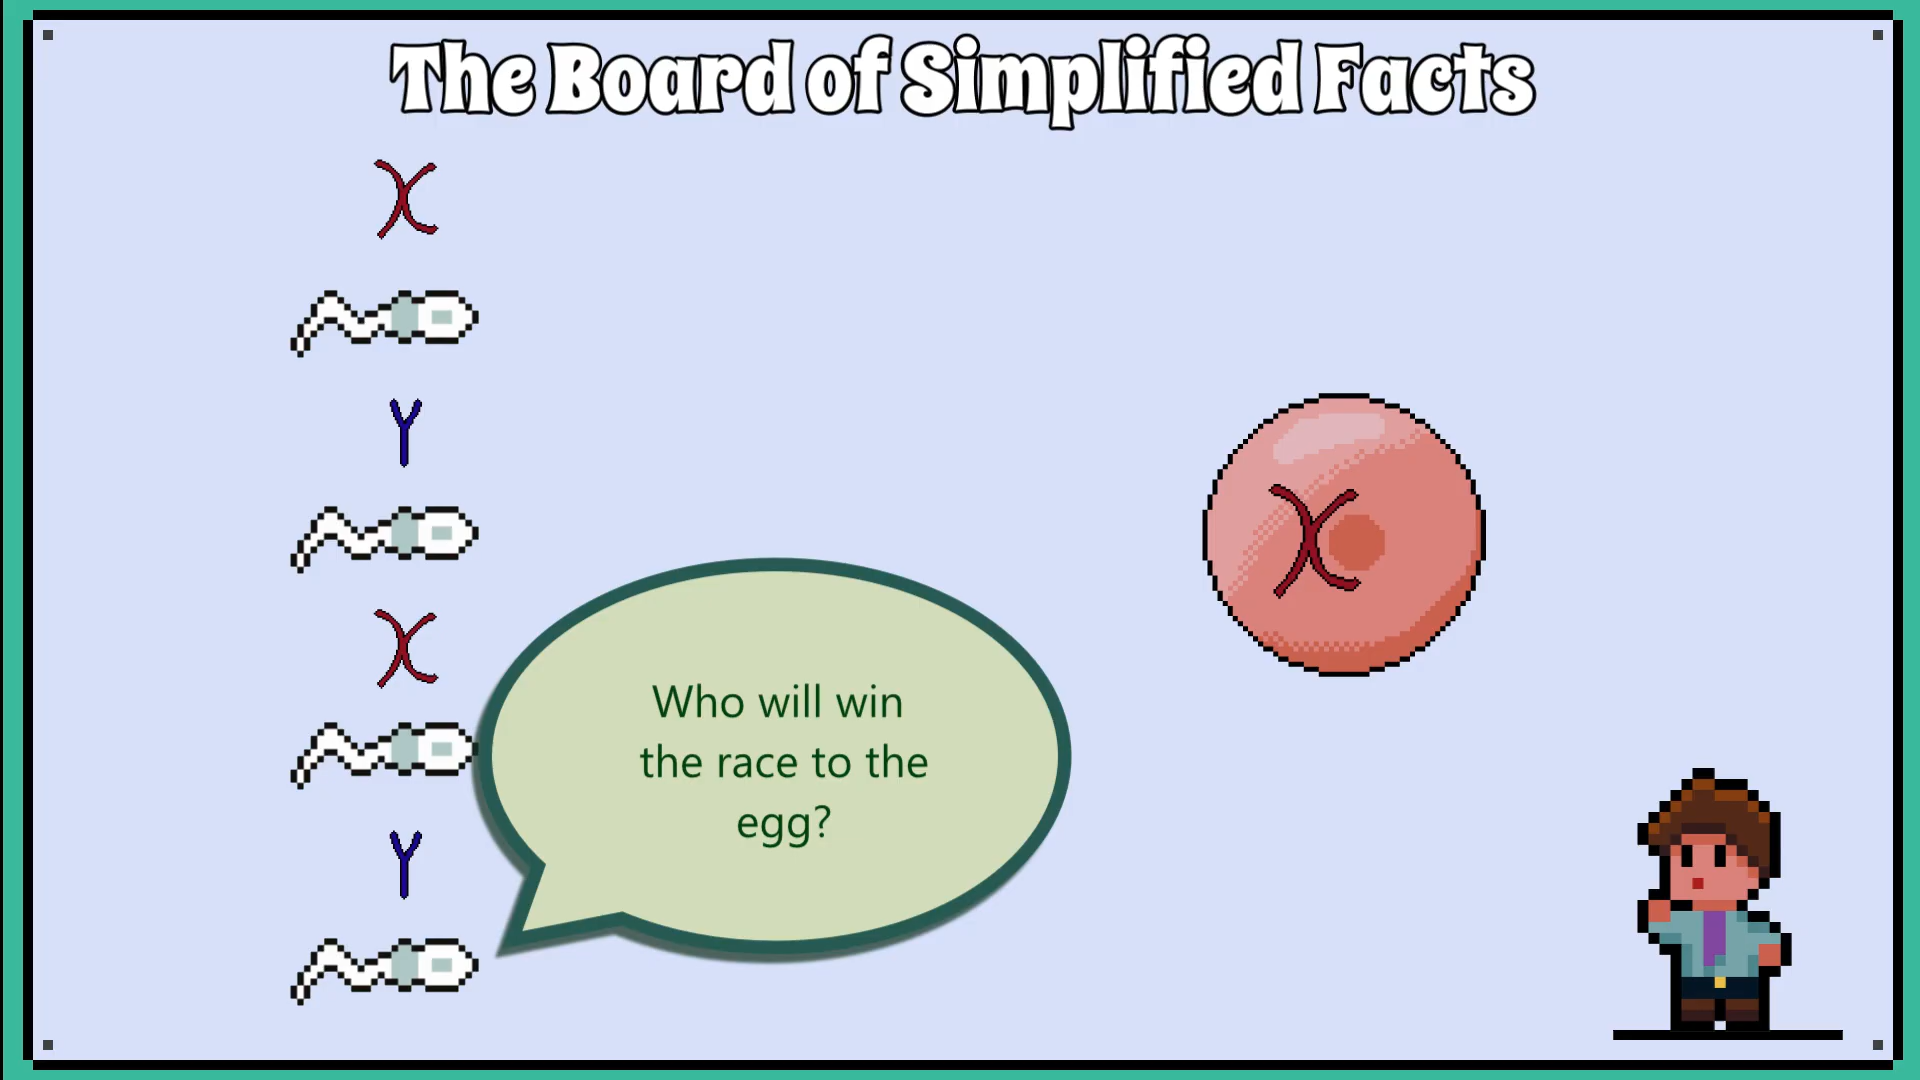 The Board of Simplified Facts
X
Y
X
X
Y
Who will win
the race to the
egg?